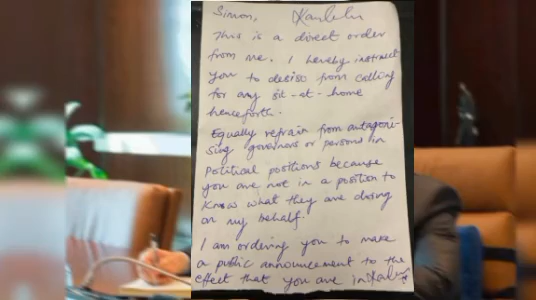 Simon,
This is a direct order
from me. I hereby instruct
you to desist from calling
for any sit-at-home
henceforth.
Equally refrain from antagoni-
sing governors or persons in
Political positions because
you are not in a position to
know what they are doing
on my behalf.
I am ordering you to make
a public announcement to the
effect that you are in